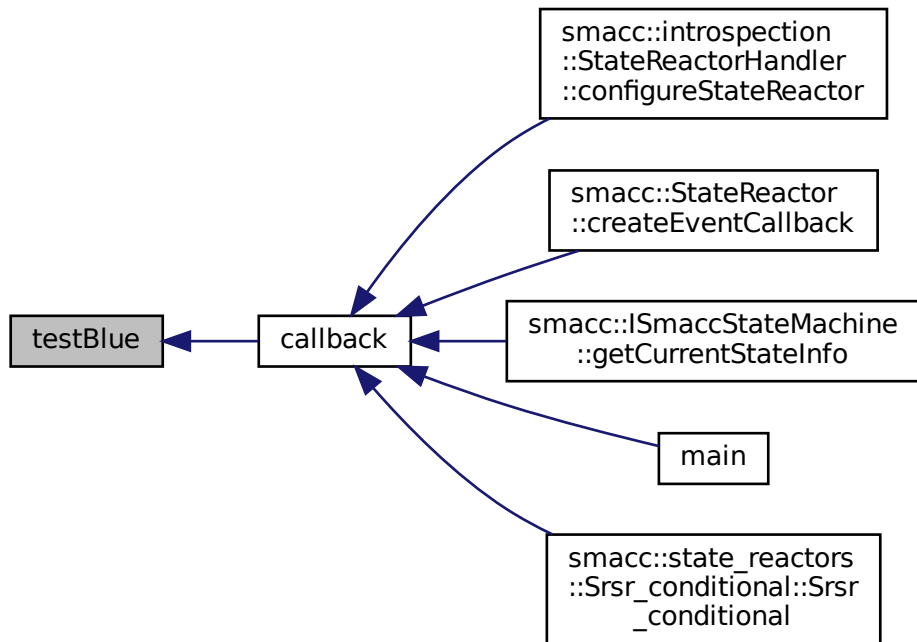 smacc::introspection
::StateReactorHandler
::configureStateReactor
smacc::StateReactor
::createEventCallback
testBlue
callback
smacc::ISmaccStateMachine
::getCurrentStateInfo
main
smacc::state_reactors
::Srsr_conditional::Srsr
_conditional